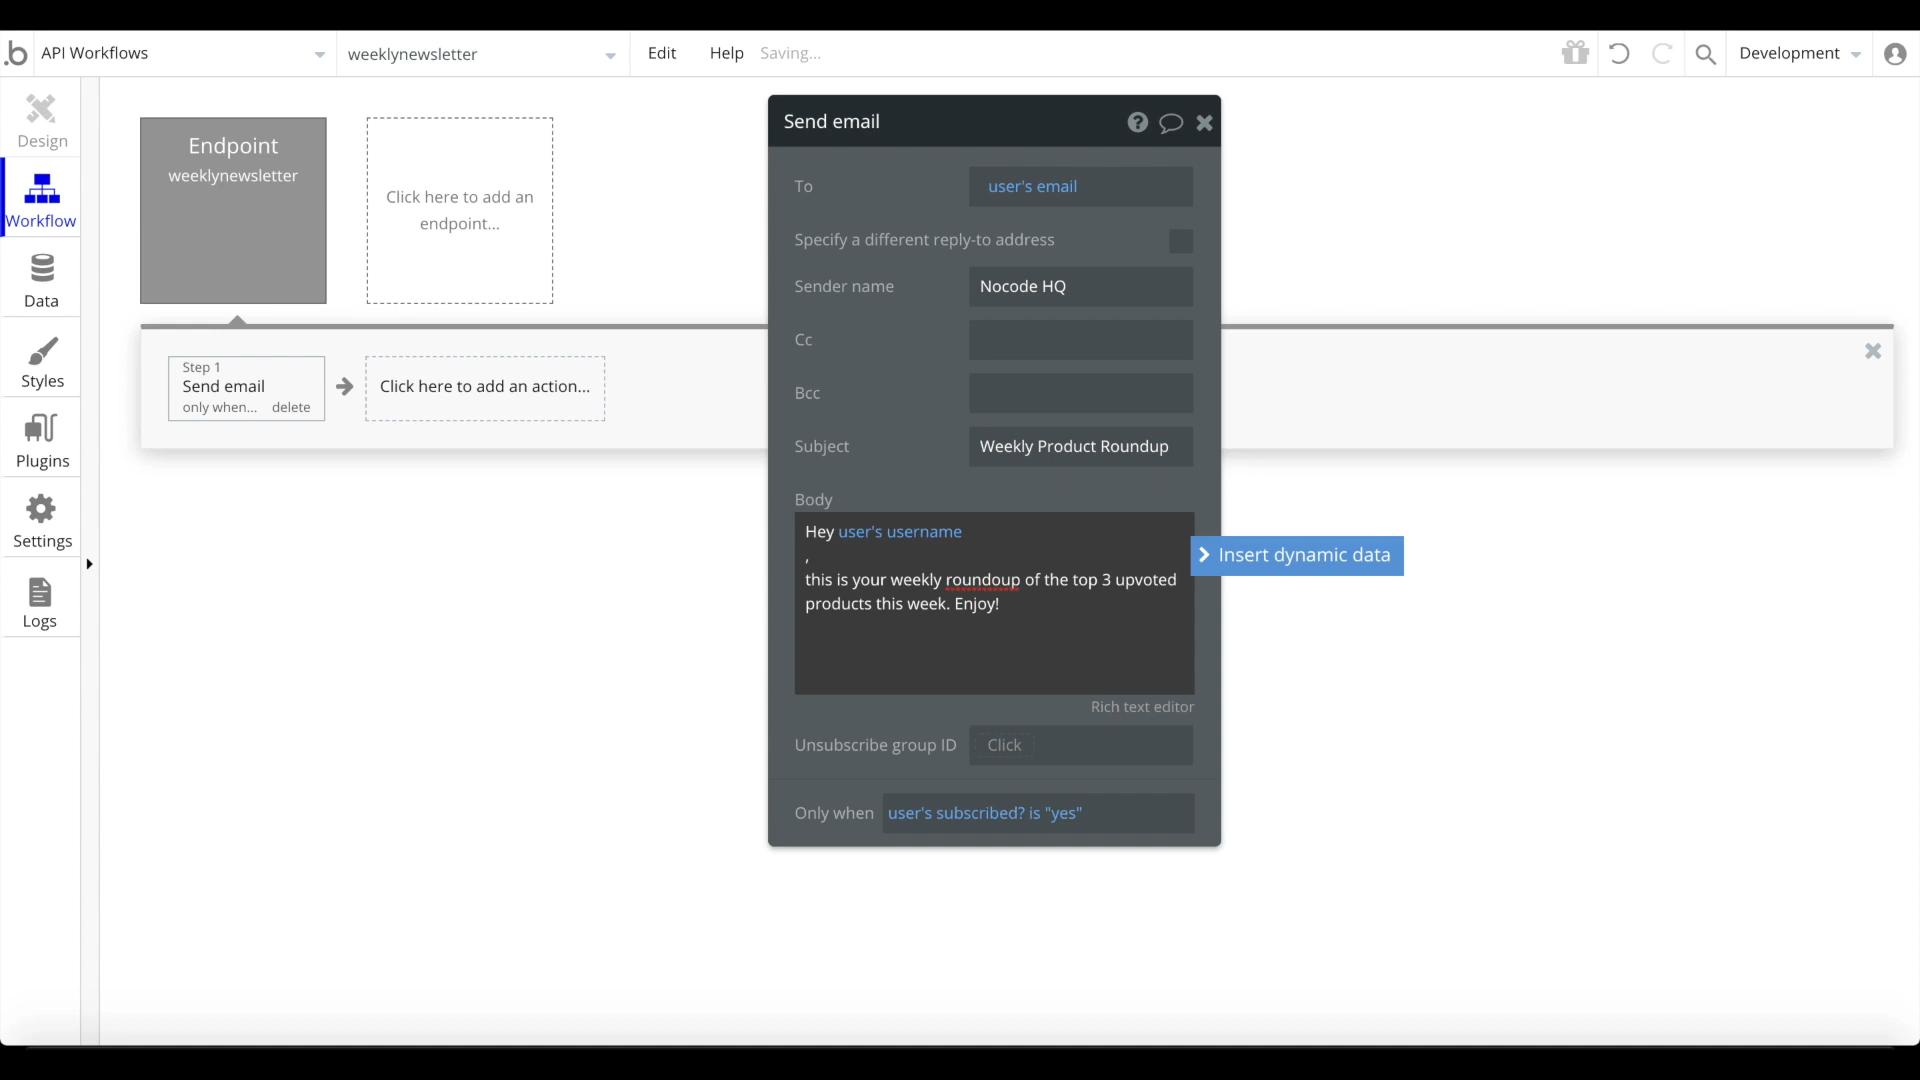 .b API Workflows weeklynewsletter Edit Help Saving... Development
Design
Workflow
Data
Styles
Plugins
Settings
Logs
Endpoint
weeklynewsletter
Click here to add an
endpoint...
Step 1
Send email
only when... delete
Click here to add an action...
Send email
To user's email
Specify a different reply-to address
Sender name Nocode HQ
Cc
Bcc
Subject Weekly Product Roundup
Body
Hey user's username
,
this is your weekly roundoup of the top 3 upvoted
products this week. Enjoy!
Insert dynamic data
Rich text editor
Unsubscribe group ID Click
Only when user's subscribed? is "yes"